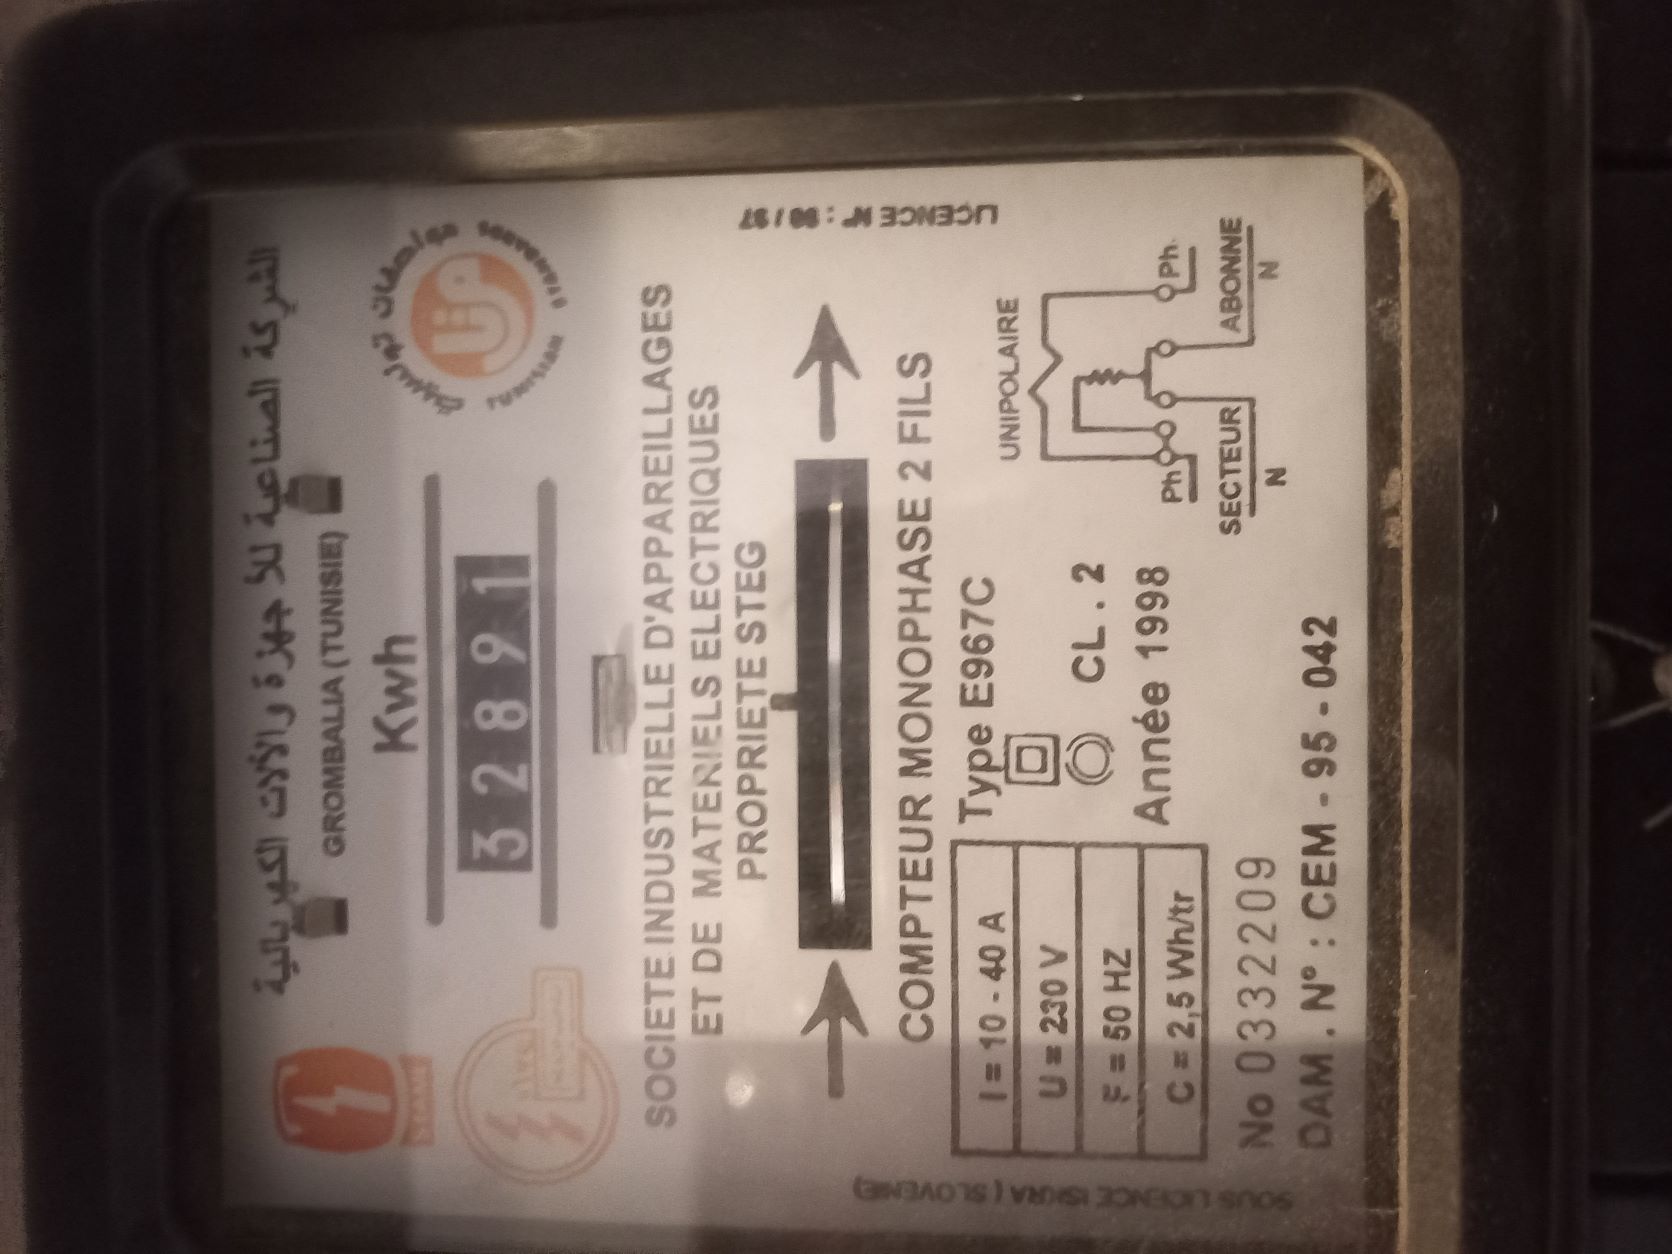 الشركة الصناعية للأجهزة والآلات الكهربائية
GROMBALIA (TUNISIE)
SIAME
Kwh
32891
مواصفات تونسية
TUNISIAN STANDARDS
SOCIETE INDUSTRIELLE D'APPAREILLAGES
ET DE MATERIELS ELECTRIQUES
PROPRIETE STEG
COMPTEUR MONOPHASE 2 FILS
I = 10 - 40 A
U = 230 V
F = 50 HZ
C = 2,5 Wh/tr
Type E967C
CL . 2
Année 1998
UNIPOLAIRE
Ph Ph
SECTEUR ABONNE
N N
No 0332209
DAM . N° : CEM - 95 - 042
SOUS LICENCE ISKRA ( SLOVENIE)
LICENCE N° : / 97